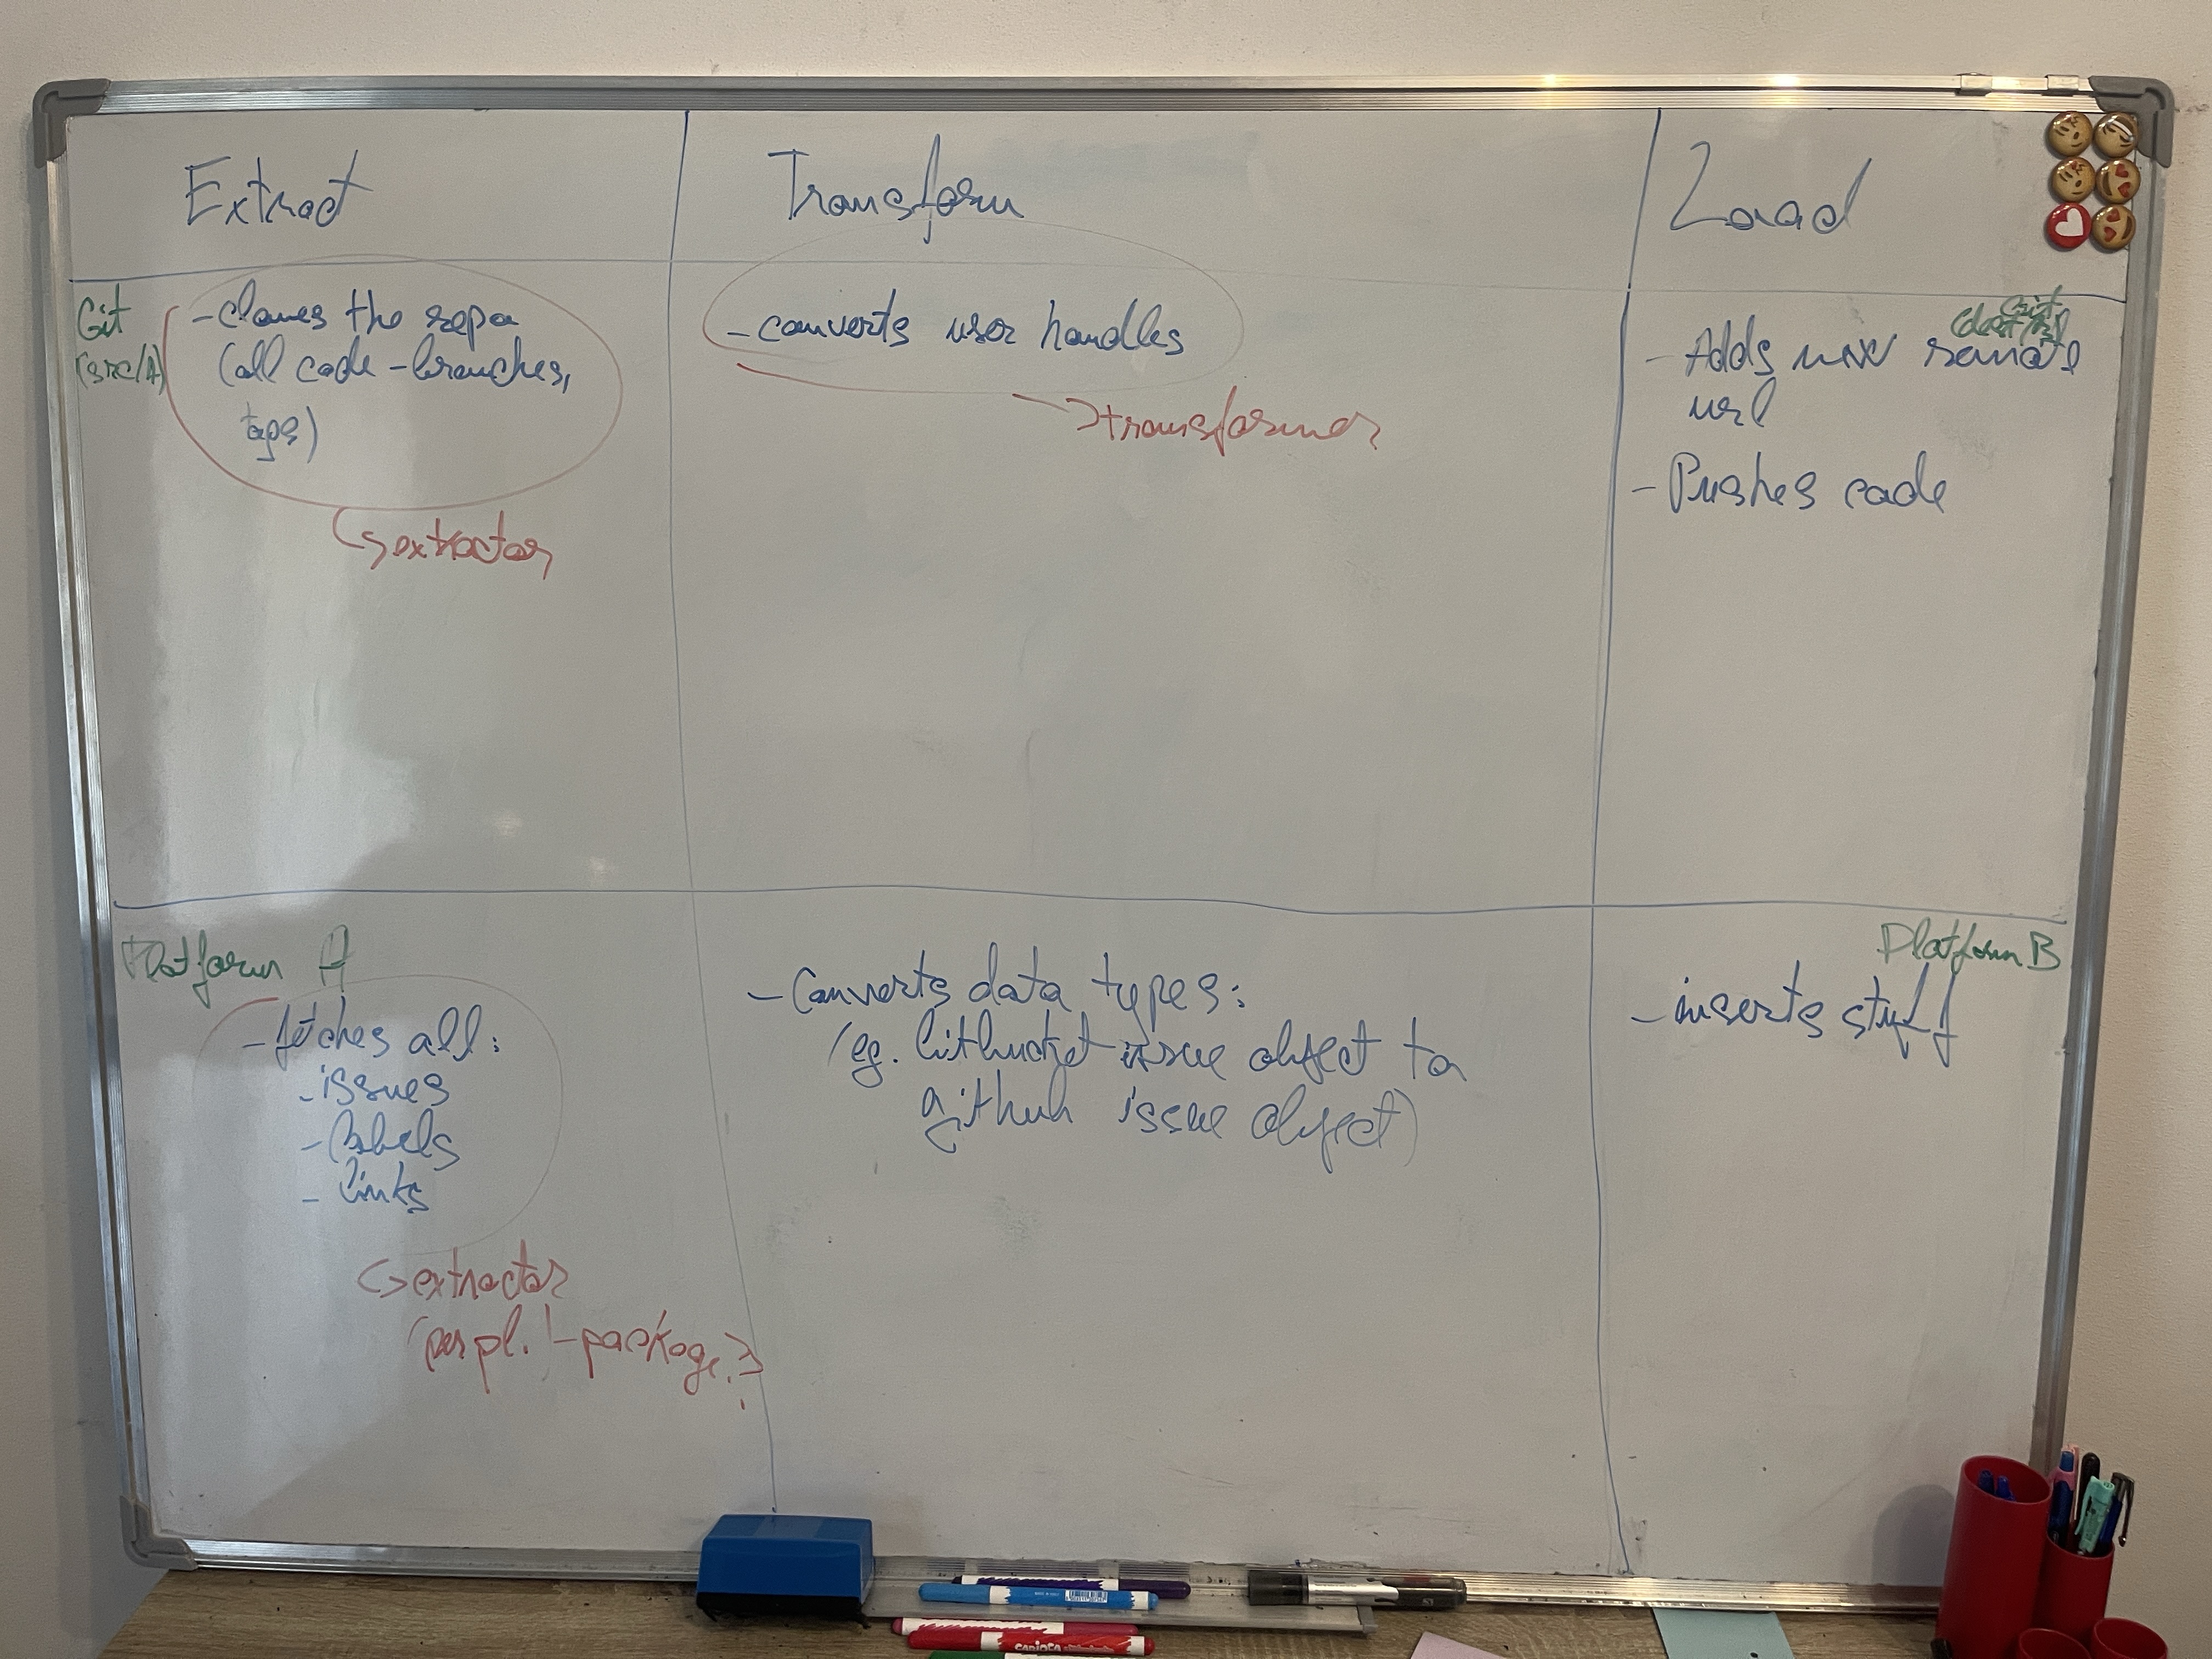 Extract
Transform
Load
Git
(src/A)
- clones the repo
(all code - branches,
tags)
extractor
- converts user handles
transformer
Git
(dest/B)
- Adds new remote
url
- Pushes code
Platform A
- fetches all:
- issues
- labels
- links
extractor
(per pl. 1-package?)
- Converts data types:
(eg. bitbucket issue object to
github issue object)
Platform B
- inserts stuff
CARIOCA